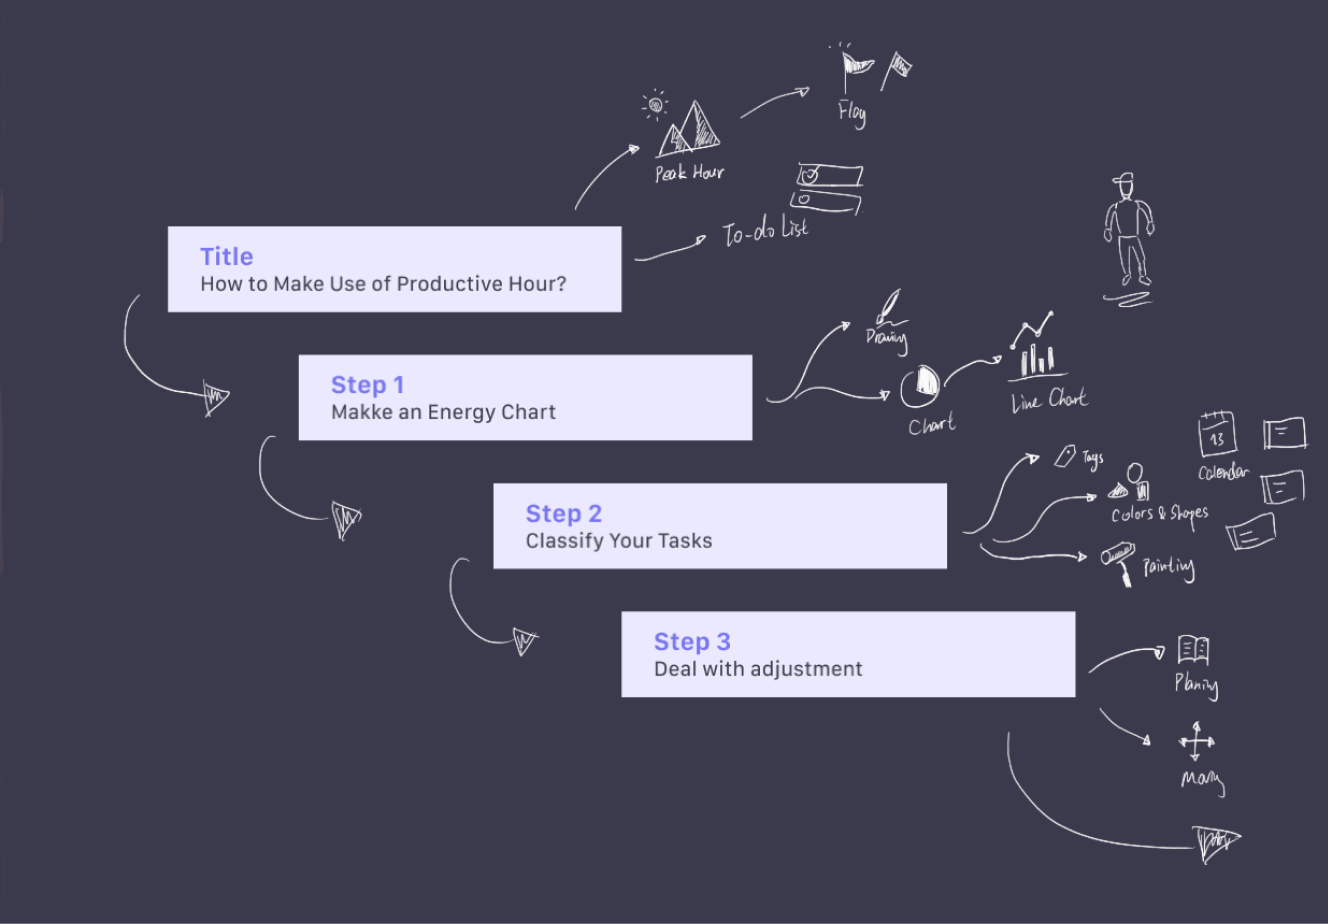 Flag
Peak Hour
To-do List
Title
How to Make Use of Productive Hour?
Drawing
Step 1
Makke an Energy Chart
Line Chart
Chart
13
Calendar
Tags
Step 2
Classify Your Tasks
Colors & Shapes
Painting
Step 3
Deal with adjustment